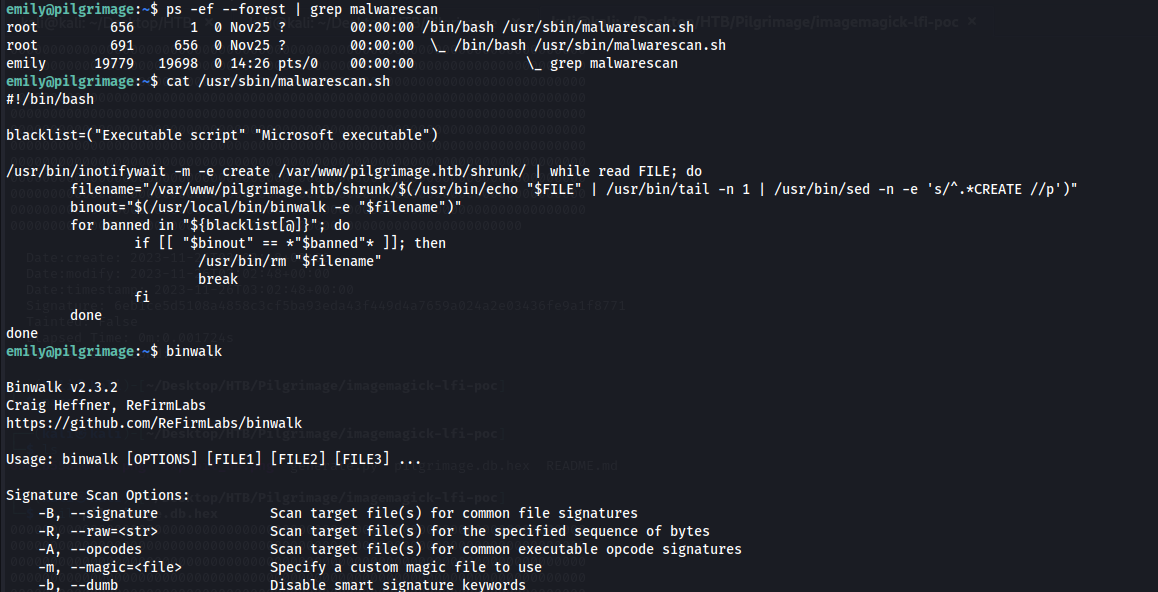 emily@pilgrimage:~$ ps -ef --forest | grep malwarescan
root         656       1  0 Nov25 ?        00:00:00 /bin/bash /usr/sbin/malwarescan.sh
root         691     656  0 Nov25 ?        00:00:00  \_ /bin/bash /usr/sbin/malwarescan.sh
emily      19779   19698  0 14:26 pts/0    00:00:00              \_ grep malwarescan
emily@pilgrimage:~$ cat /usr/sbin/malwarescan.sh
#!/bin/bash
blacklist=("Executable script" "Microsoft executable")
/usr/bin/inotifywait -m -e create /var/www/pilgrimage.htb/shrunk/ | while read FILE; do
        filename="/var/www/pilgrimage.htb/shrunk/$(/usr/bin/echo "$FILE" | /usr/bin/tail -n 1 | /usr/bin/sed -n -e 's/^.*CREATE //p')"
        binout="$(/usr/local/bin/binwalk -e "$filename")"
        for banned in "${blacklist[@]}"; do
                if [[ "$binout" == *"$banned"* ]]; then
                        /usr/bin/rm "$filename"
                        break
                fi
        done
done
emily@pilgrimage:~$ binwalk
Binwalk v2.3.2
Craig Heffner, ReFirmLabs
https://github.com/ReFirmLabs/binwalk
Usage: binwalk [OPTIONS] [FILE1] [FILE2] [FILE3] ...
Signature Scan Options:
    -B, --signature              Scan target file(s) for common file signatures
    -R, --raw=<str>              Scan target file(s) for the specified sequence of bytes
    -A, --opcodes                Scan target file(s) for common executable opcode signatures
    -m, --magic=<file>           Specify a custom magic file to use
    -b, --dumb                   Disable smart signature keywords